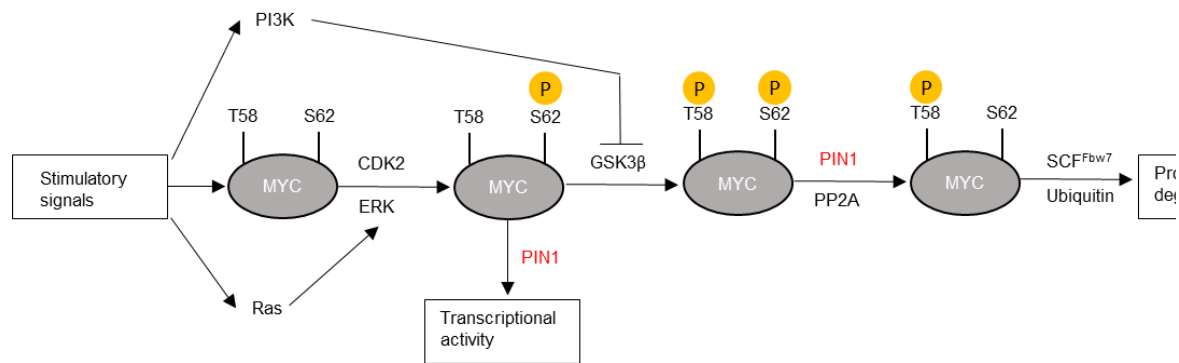 PI3K
P
P
P
P
T58
S62
T58
S62
T58
S62
T58
S62
Stimulatory
signals
MYC
CDK2
ERK
MYC
GSK3β
MYC
PIN1
PP2A
MYC
SCFFbw7
Ubiquitin
PIN1
Ras
Transcriptional
activity